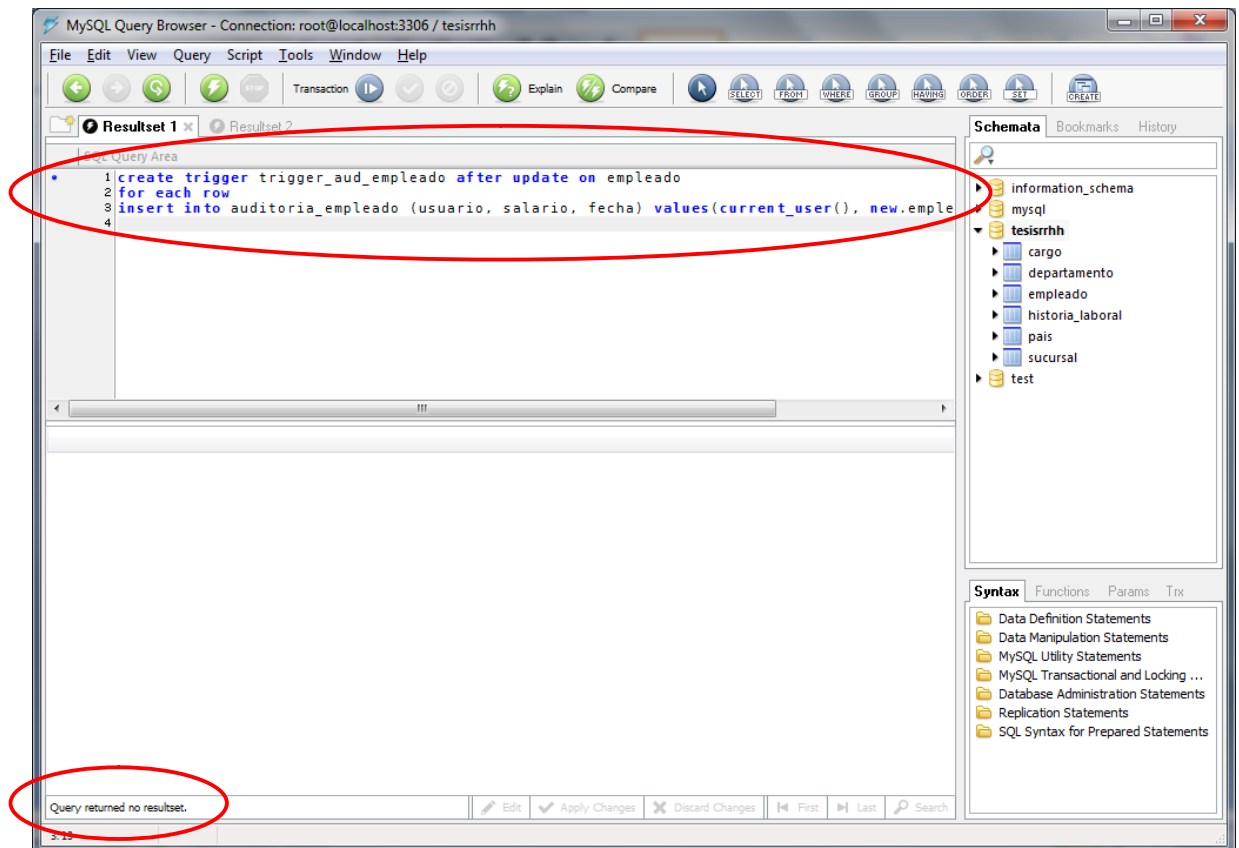 MySQL Query Browser - Connection: root@localhost:3306 / tesisrrhh
File Edit View Query Script Tools Window Help
Transaction Explain Compare SELECT FROM WHERE GROUP HAVING ORDER SET CREATE
Resultset 1 Resultset 2
SQL Query Area
1 create trigger trigger_aud_empleado after update on empleado
2 for each row
3 insert into auditoria_empleado (usuario, salario, fecha) values(current_user(), new.emple
4
Schemata Bookmarks History
information_schema
mysql
tesisrrhh
cargo
departamento
empleado
historia_laboral
pais
sucursal
test
Syntax Functions Params Trx
Data Definition Statements
Data Manipulation Statements
MySQL Utility Statements
MySQL Transactional and Locking ...
Database Administration Statements
Replication Statements
SQL Syntax for Prepared Statements
Query returned no resultset.
Edit Apply Changes Discard Changes First Last Search